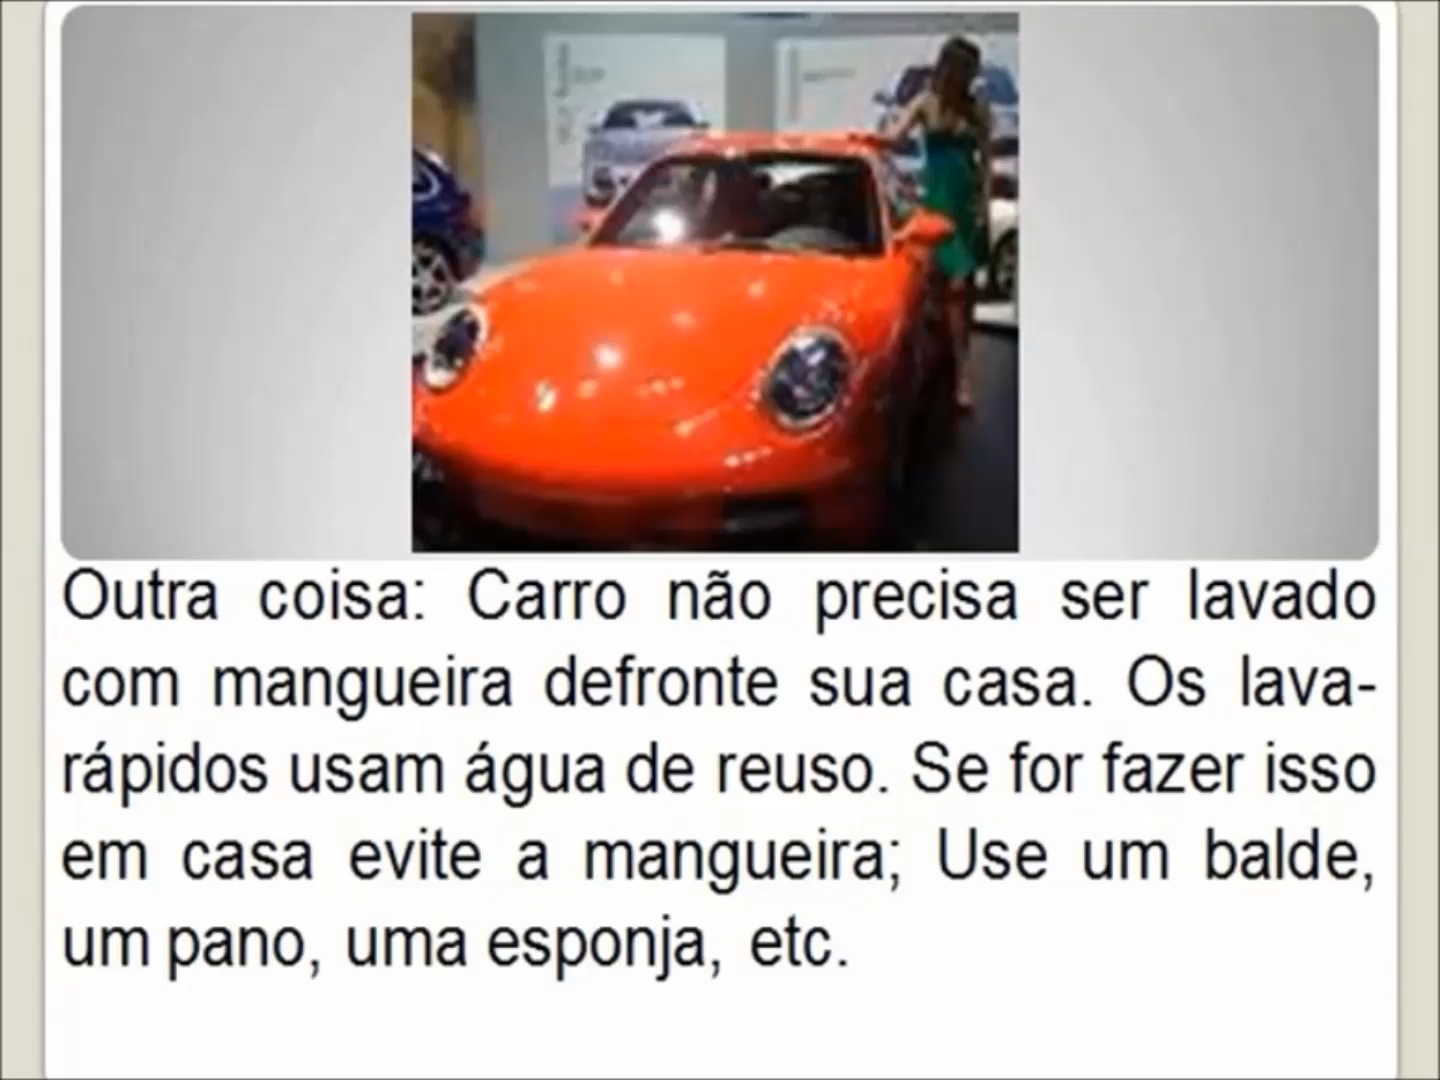 Outra coisa: Carro não precisa ser lavado
com mangueira defronte sua casa. Os lava-
rápidos usam água de reuso. Se for fazer isso
em casa evite a mangueira; Use um balde,
um pano, uma esponja, etc.